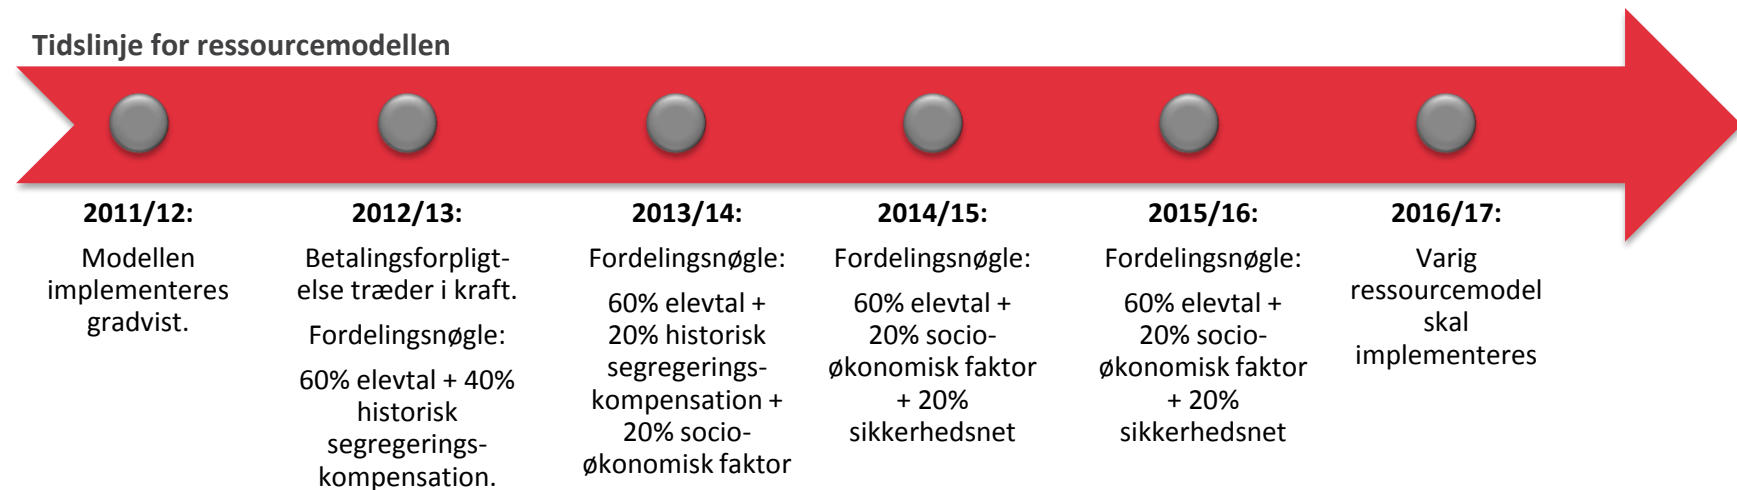 Tidslinje for ressourcemodellen
2011/12:
Modellen
implementeres
gradvist.
2012/13:
Betalingsforpligt-
else træder i kraft.
Fordelingsnøgle:
60% elevtal + 40%
historisk
segregerings-
kompensation.
2013/14:
Fordelingsnøgle:
60% elevtal +
20% historisk
segregerings-
kompensation +
20% socio-
økonomisk faktor
2014/15:
Fordelingsnøgle:
60% elevtal +
20% socio-
økonomisk faktor
+ 20%
sikkerhedsnet
2015/16:
Fordelingsnøgle:
60% elevtal +
20% socio-
økonomisk faktor
+ 20%
sikkerhedsnet
2016/17:
Varig
ressourcemodel
skal
implementeres